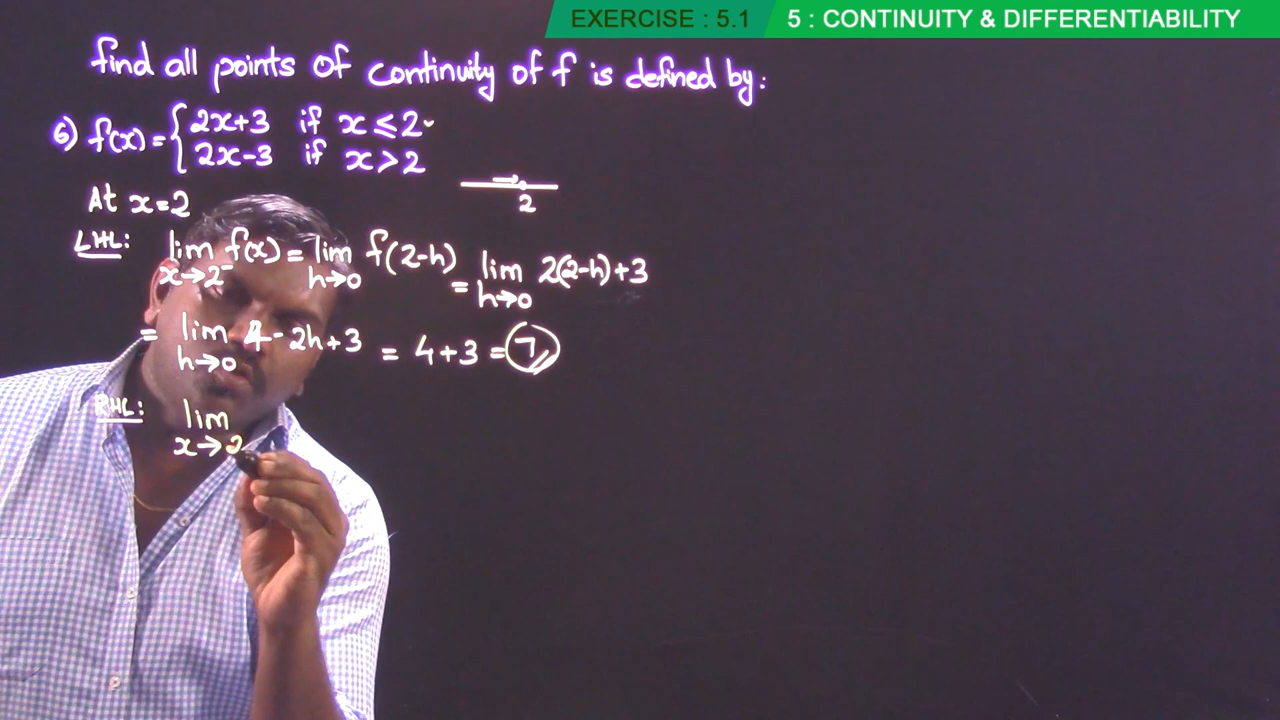 EXERCISE : 5.1 5 : CONTINUITY & DIFFERENTIABILITY
find all points of continuity of f is defined by:
6) f(x) = { 2x+3 if x ≤ 2
2x-3 if x > 2
2
At x=2
LHL: lim x→2⁻ f(x) = lim h→0 f(2-h) = lim h→0 2(2-h)+3
= lim h→0 4 - 2h + 3 = 4+3 = 7
RHL: lim x→2